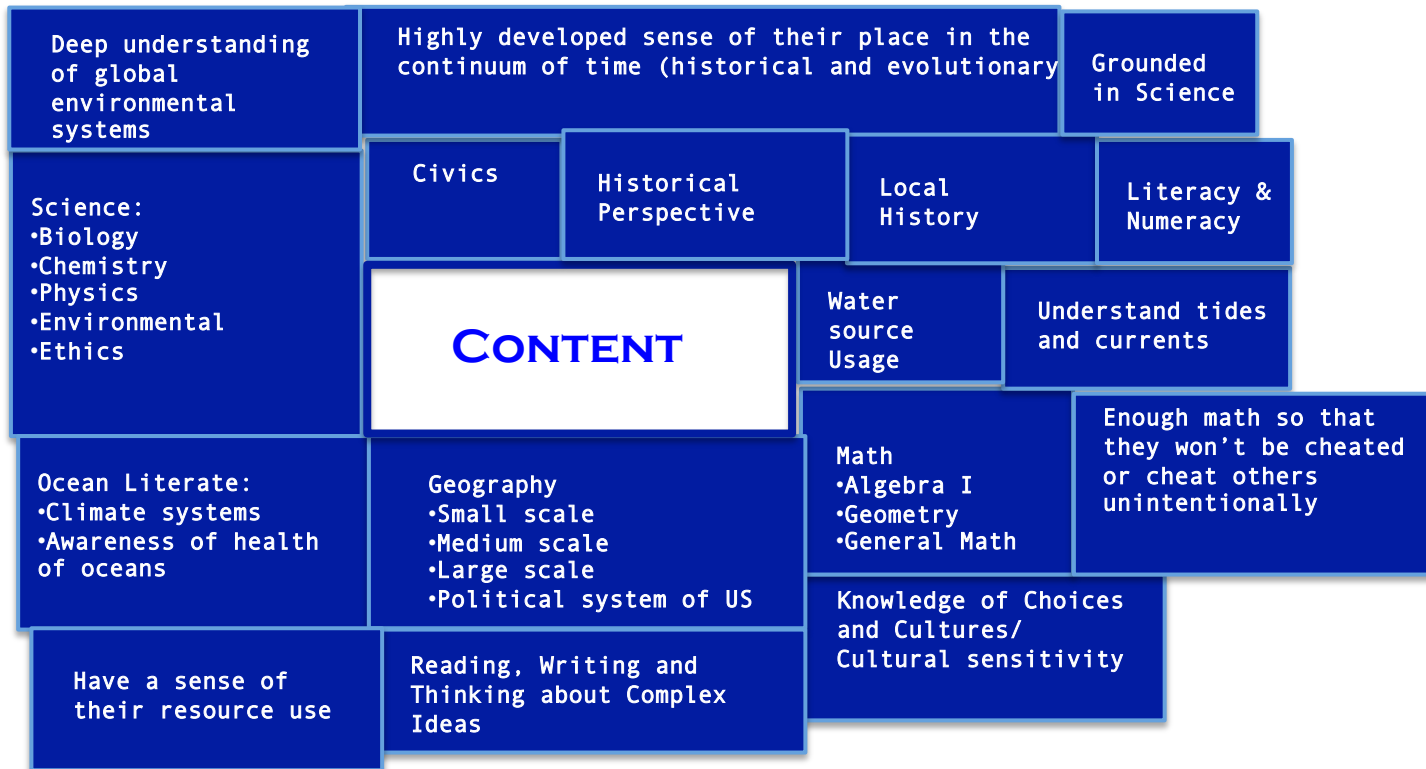 Deep understanding
of global
environmental
systems
Highly developed sense of their place in the
continuum of time (historical and evolutionary
Grounded
in Science
Science:
•Biology
•Chemistry
•Physics
•Environmental
•Ethics
Civics
Historical
Perspective
Local
History
Literacy &
Numeracy
CONTENT
Water
source
Usage
Understand tides
and currents
Ocean Literate:
•Climate systems
•Awareness of health
of oceans
Geography
•Small scale
•Medium scale
•Large scale
•Political system of US
Math
•Algebra I
•Geometry
•General Math
Enough math so that
they won’t be cheated
or cheat others
unintentionally
Knowledge of Choices
and Cultures/
Cultural sensitivity
Have a sense of
their resource use
Reading, Writing and
Thinking about Complex
Ideas